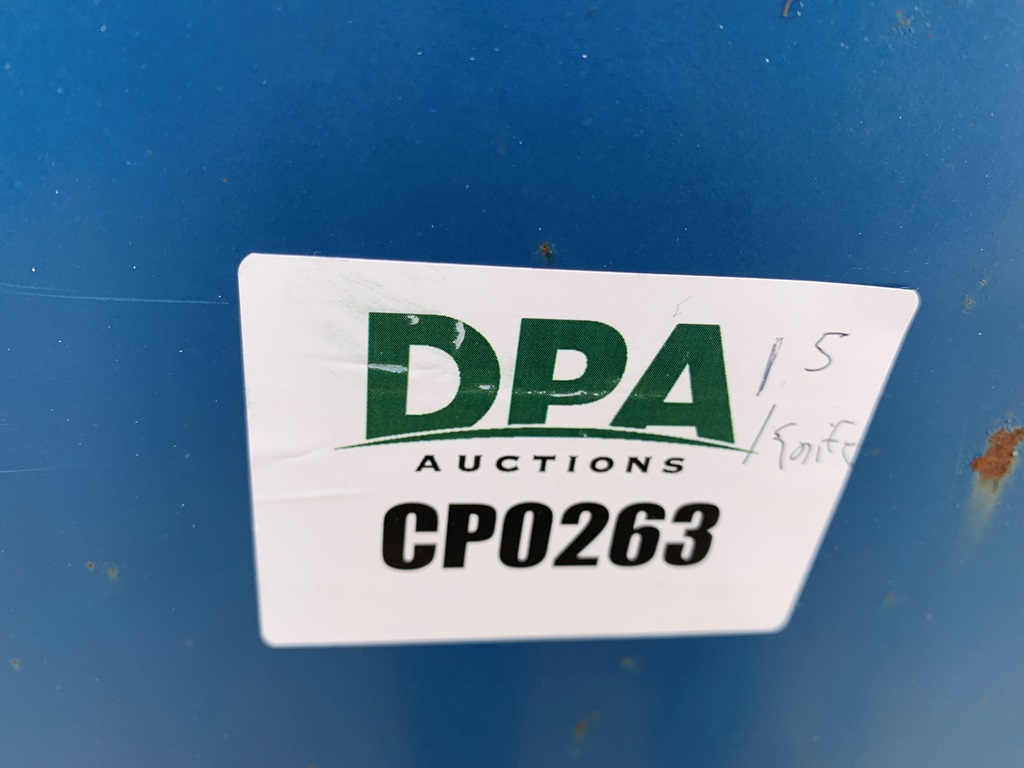 DPA
AUCTIONS
CP0263
15